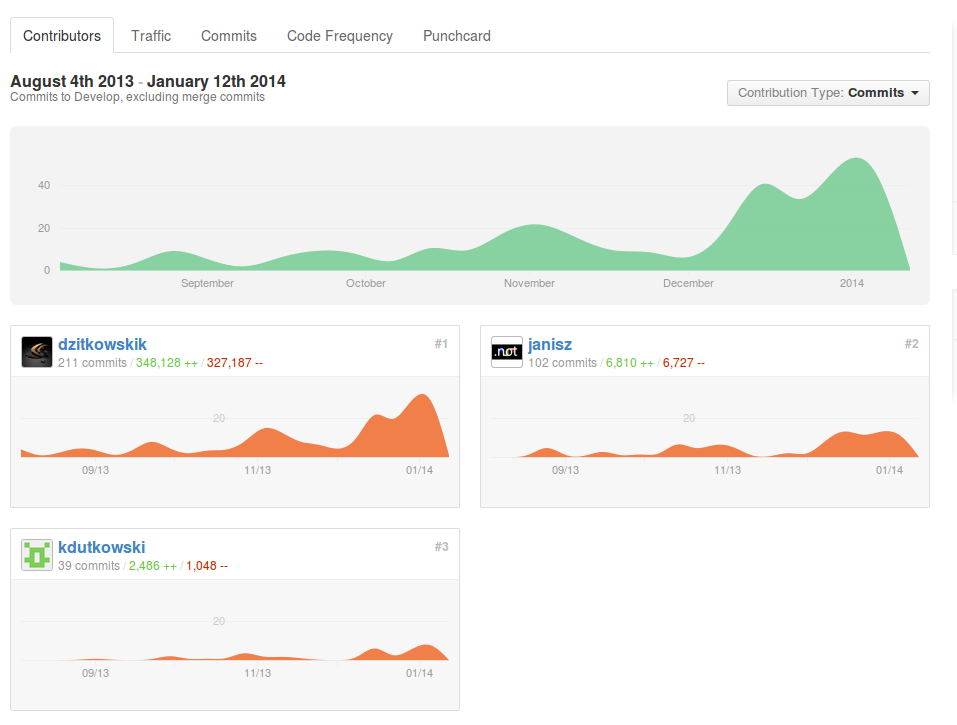 Contributors Traffic Commits Code Frequency Punchcard
August 4th 2013 - January 12th 2014
Commits to Develop, excluding merge commits
Contribution Type: Commits
40
20
0
September October November December 2014
dzitkowskik #1
211 commits / 348,128 ++ / 327,187 --
20
09/13 11/13 01/14
.not janisz #2
102 commits / 6,810 ++ / 6,727 --
20
09/13 11/13 01/14
kdutkowski #3
39 commits / 2,486 ++ / 1,048 --
20
09/13 11/13 01/14